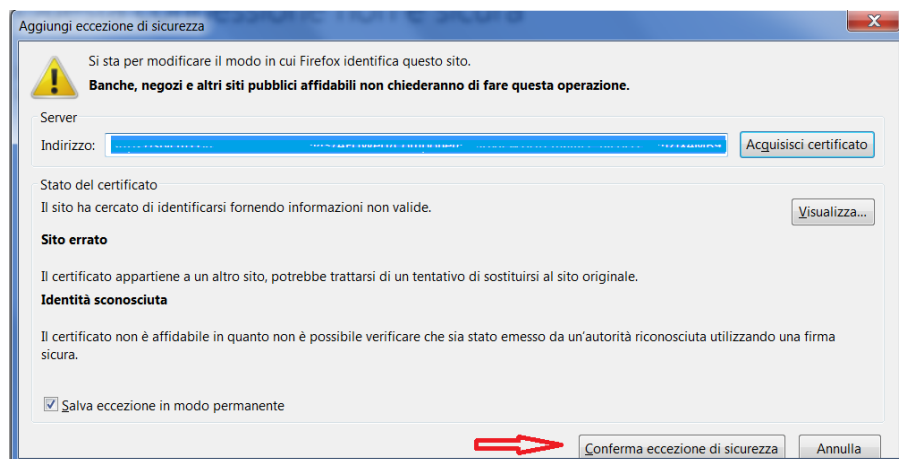 connessione non è sicura
Aggiungi eccezione di sicurezza
X
Si sta per modificare il modo in cui Firefox identifica questo sito.
Banche, negozi e altri siti pubblici affidabili non chiederanno di fare questa operazione.
Server
Indirizzo:
Acquisisci certificato
Stato del certificato
Il sito ha cercato di identificarsi fornendo informazioni non valide.
Visualizza...
Sito errato
Il certificato appartiene a un altro sito, potrebbe trattarsi di un tentativo di sostituirsi al sito originale.
Identità sconosciuta
Il certificato non è affidabile in quanto non è possibile verificare che sia stato emesso da un'autorità riconosciuta utilizzando una firma
sicura.
Salva eccezione in modo permanente
Conferma eccezione di sicurezza
Annulla